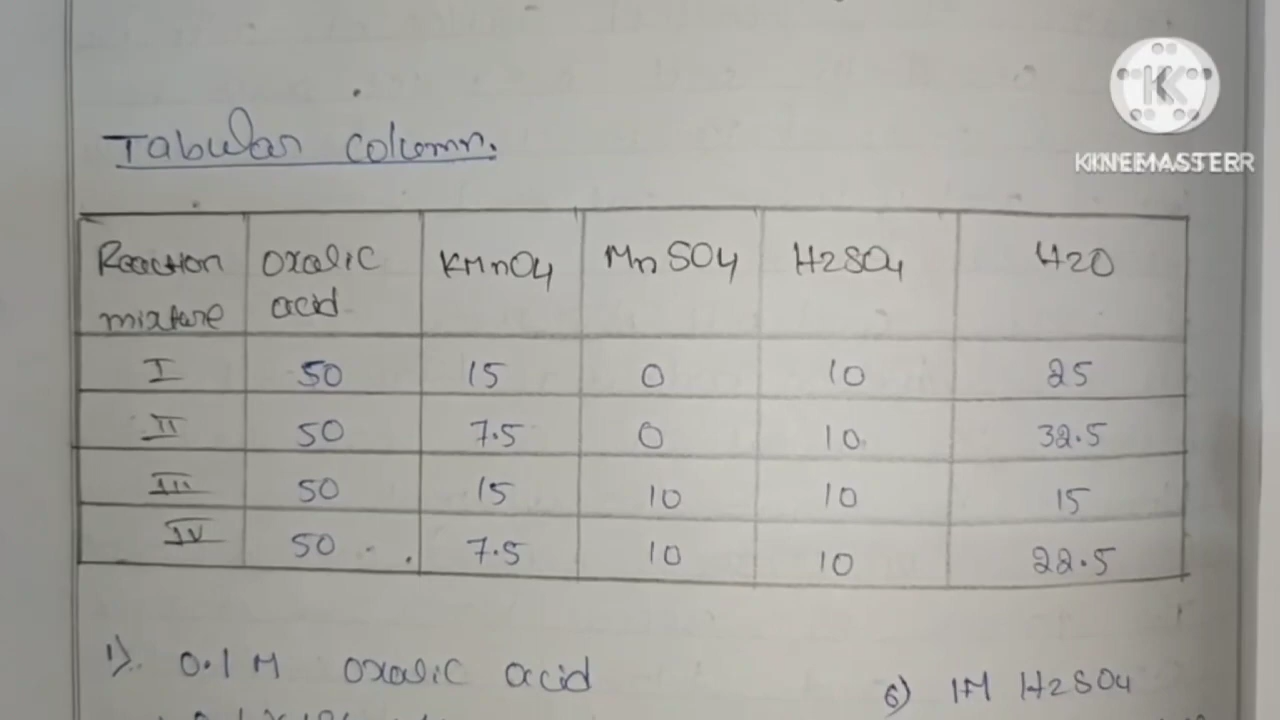 KINEMASTER
Tabular column.
Reaction mixture oxalic acid KMnO4 MnSO4 H2SO4 H2O
I 50 15 0 10 25
II 50 7.5 0 10 32.5
III 50 15 10 10 15
IV 50 7.5 10 10 22.5
1). 0.1 M oxalic acid
6) 1M H2SO4